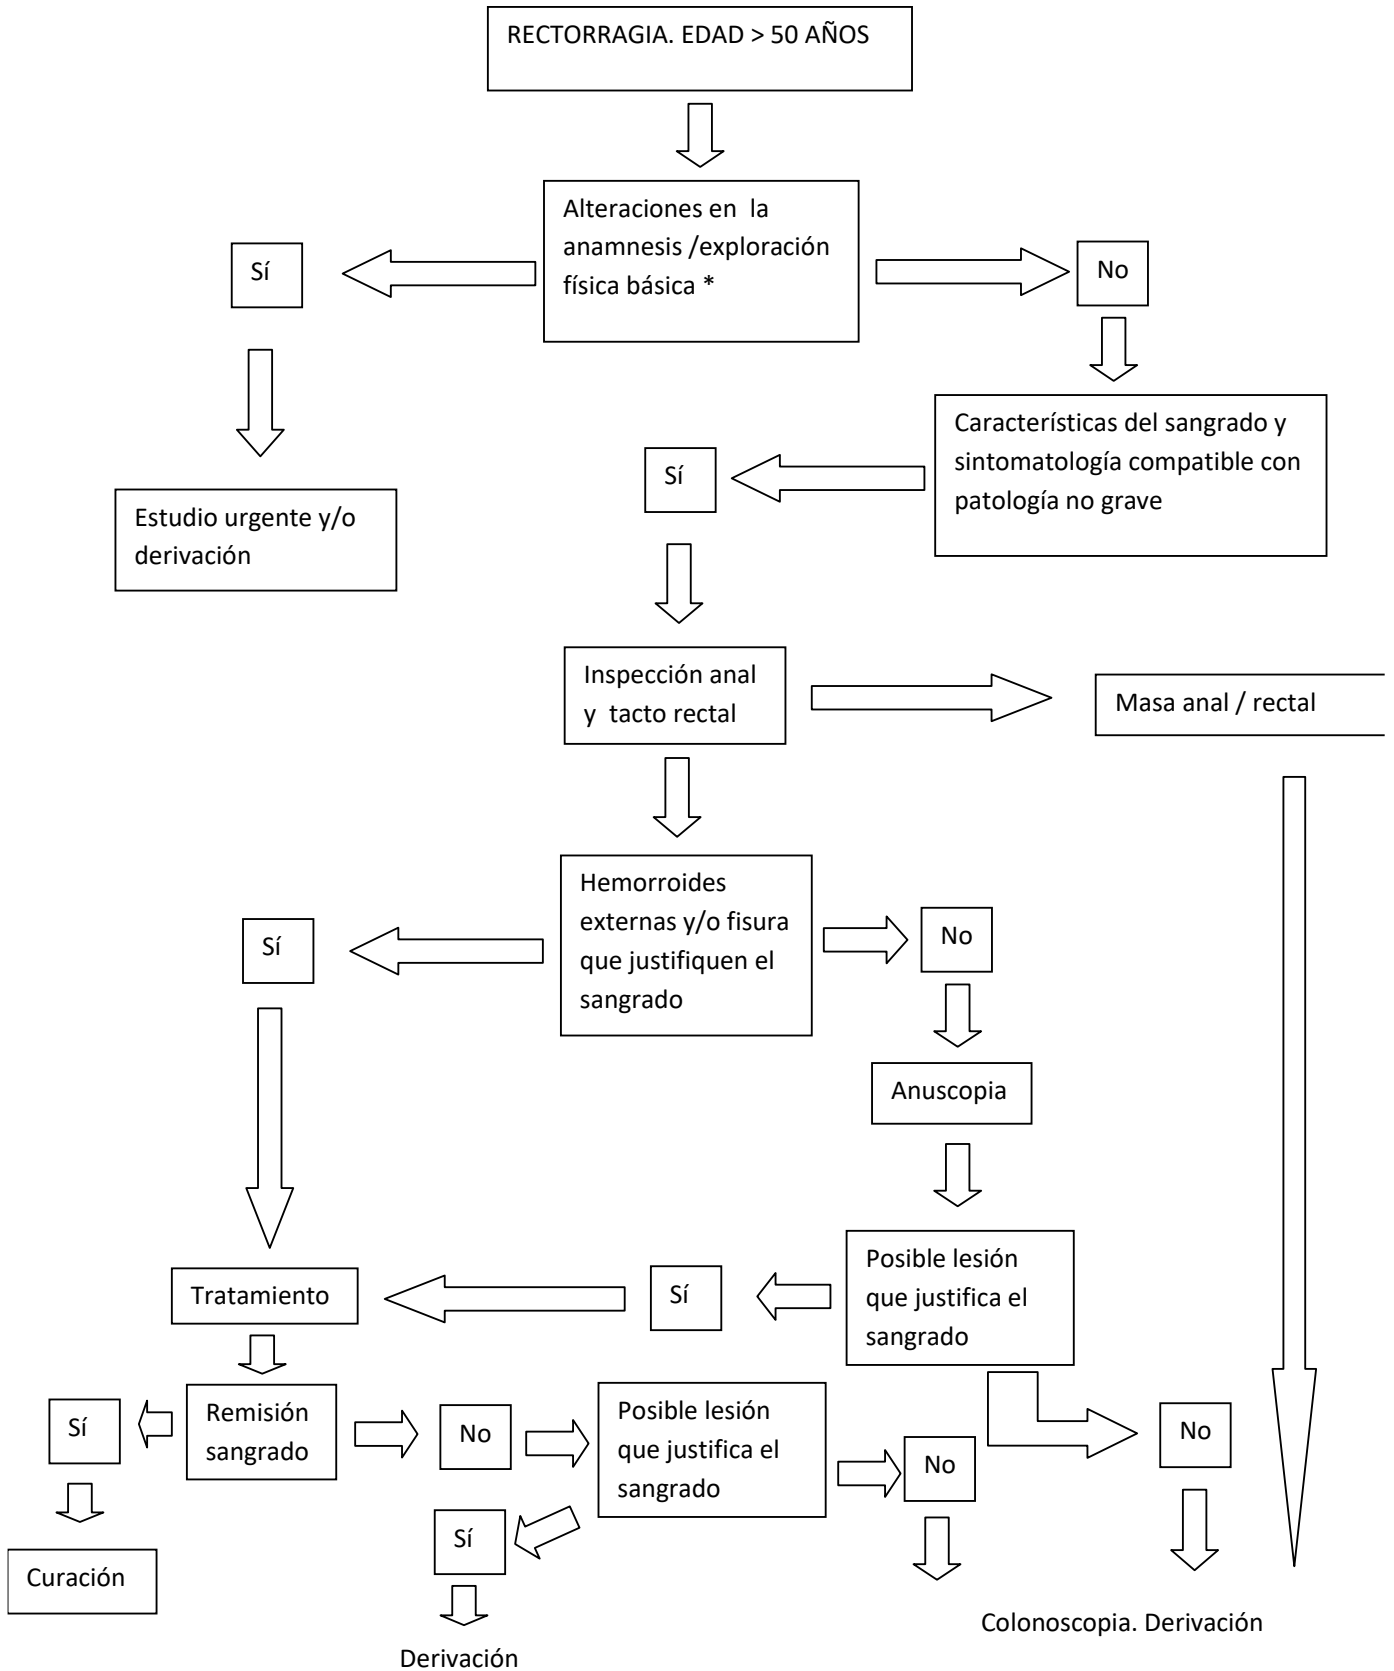 RECTORRAGIA. EDAD > 50 AÑOS
Alteraciones en la
anamnesis /exploración
física básica *
Sí
No
Características del sangrado y
sintomatología compatible con
patología no grave
Sí
Estudio urgente y/o
derivación
Inspección anal
y tacto rectal
Masa anal / rectal
Hemorroides
externas y/o fisura
que justifiquen el
sangrado
Sí
No
Anuscopia
Posible lesión
que justifica el
sangrado
Sí
Tratamiento
Remisión
sangrado
Sí
No
Posible lesión
que justifica el
sangrado
No
No
Sí
Curación
Colonoscopia. Derivación
Derivación